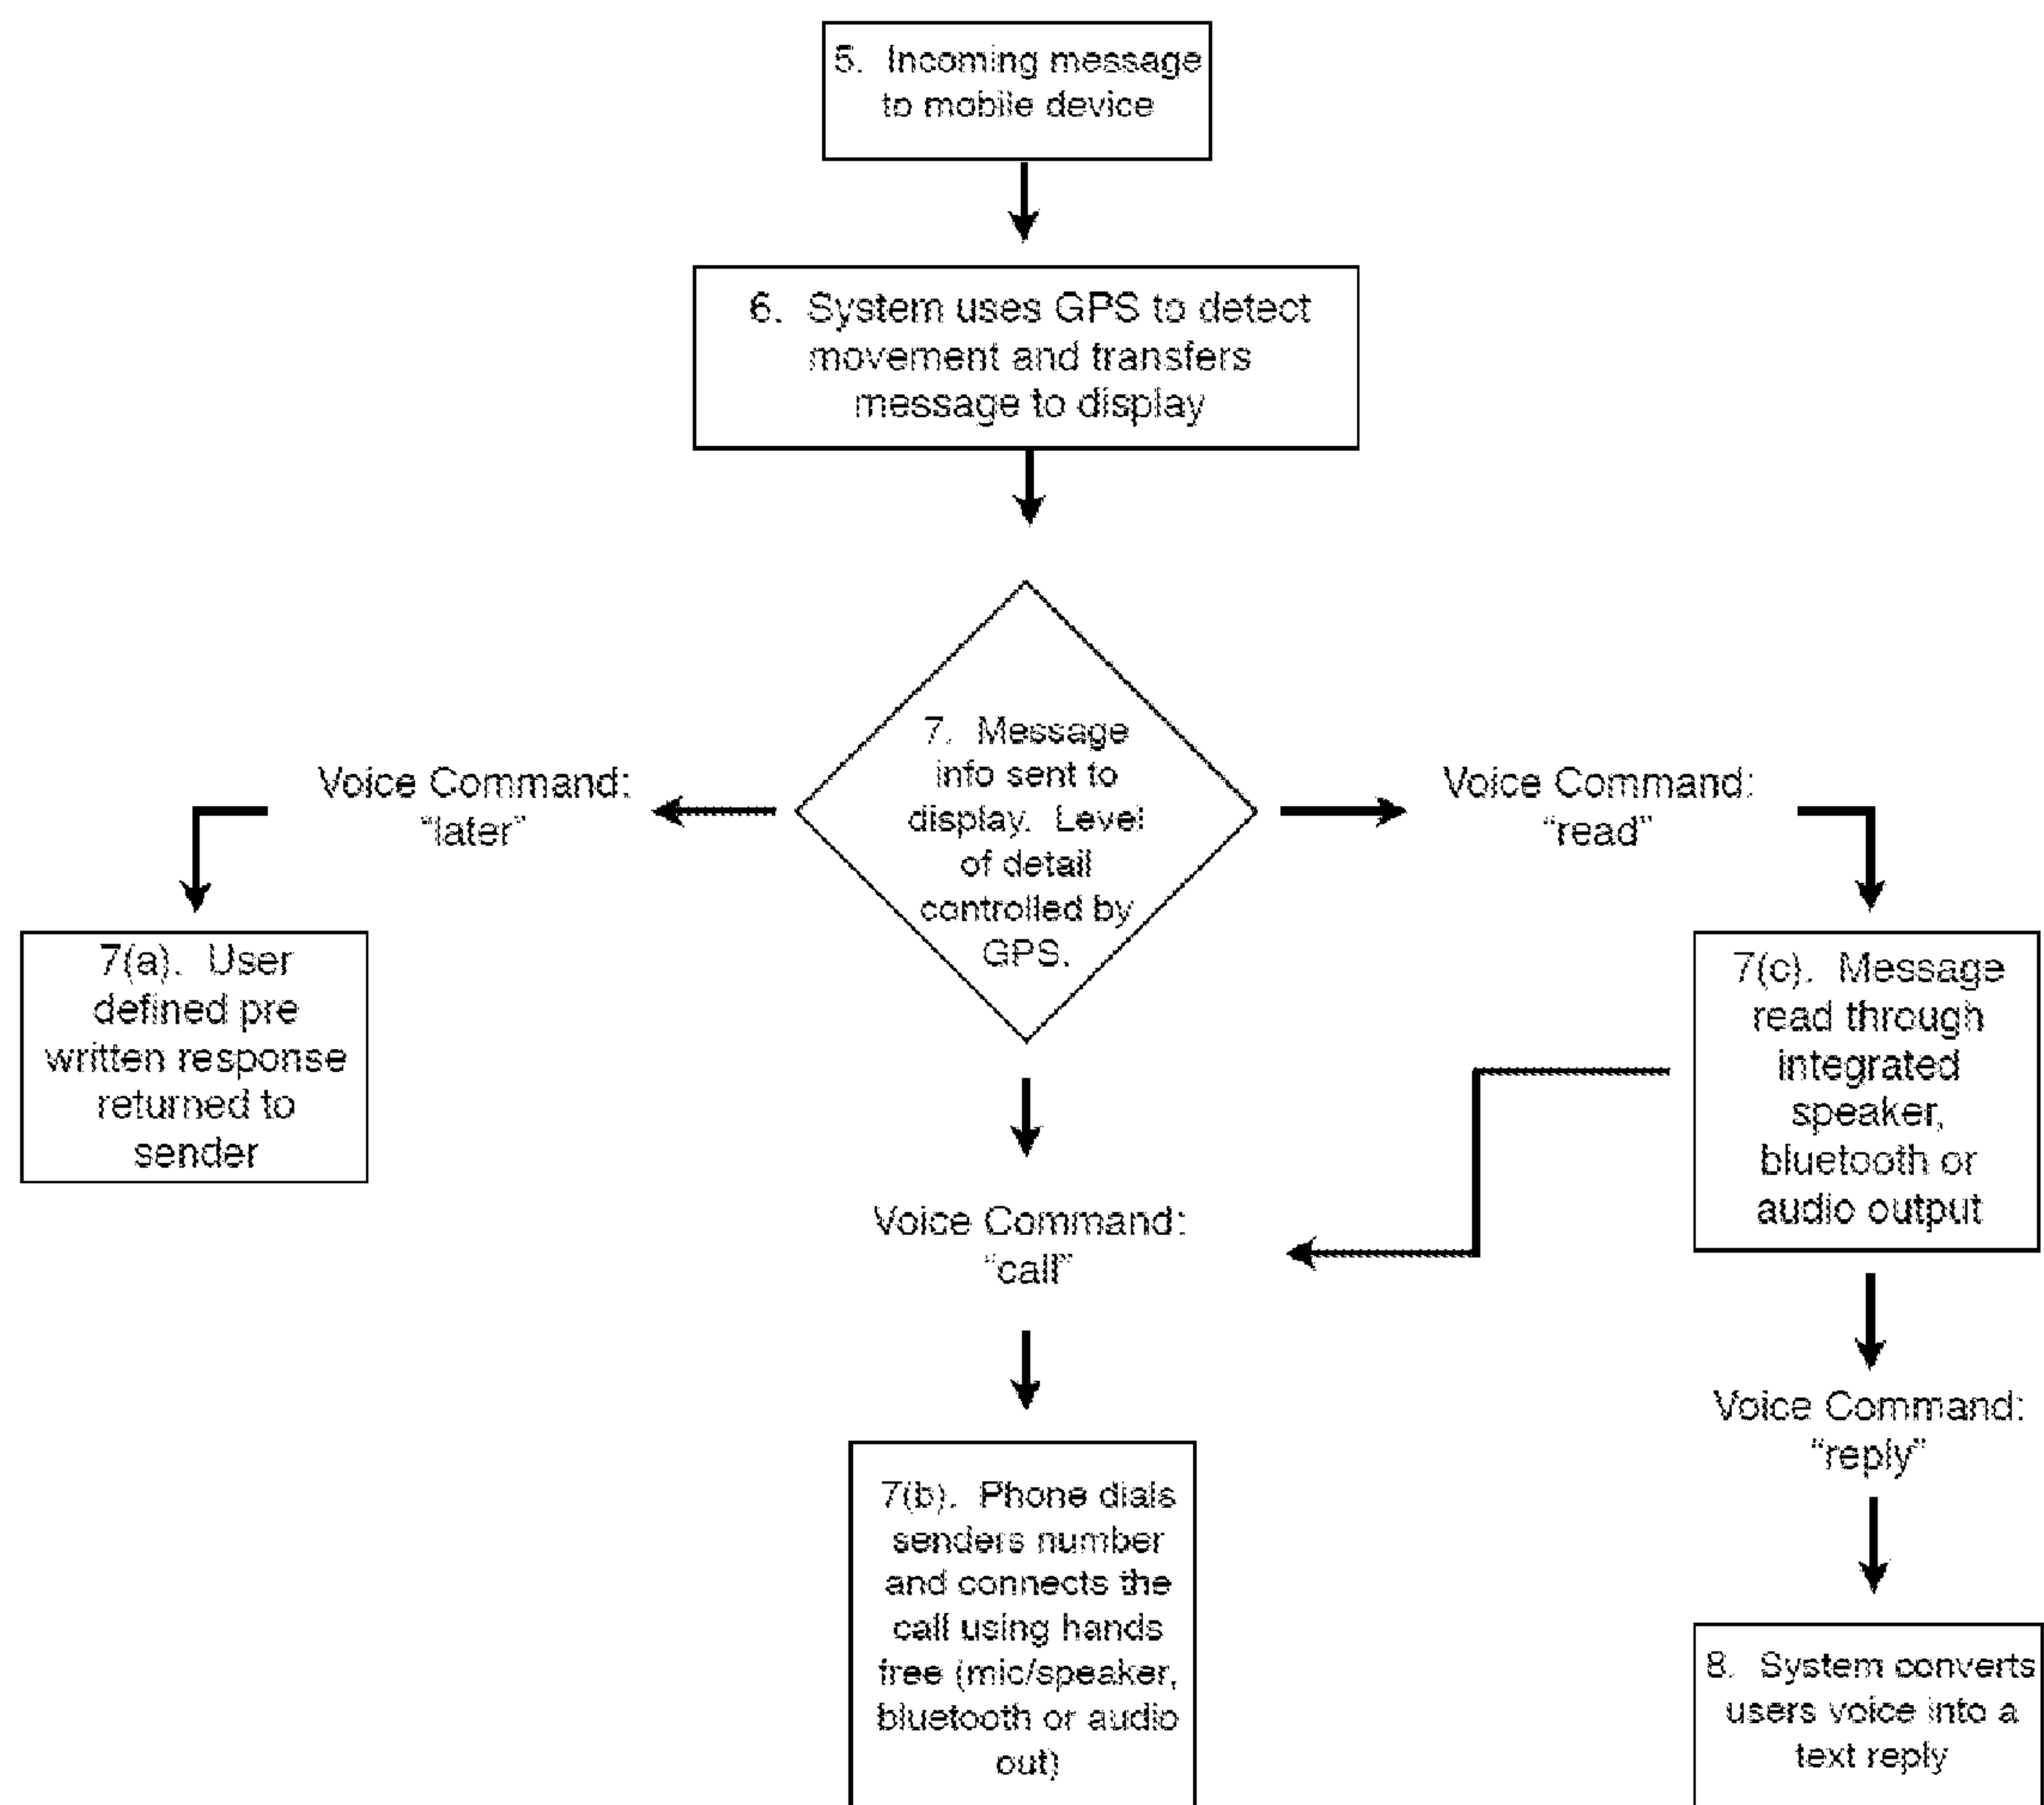 5. Incoming message
to mobile device
6. System uses GPS to detect
movement and transfers
message to display
7. Message
info sent to
display. Level
of detail
controlled by
GPS.
Voice Command:
“later”
Voice Command:
“read”
7(a). User
defined pre
written response
returned to
sender
7(c). Message
read through
integrated
speaker,
bluetooth or
audio output
Voice Command:
“call”
Voice Command:
“reply”
7(b). Phone dials
senders number
and connects the
call using hands
free (mic/speaker,
bluetooth or audio
out)
8. System converts
users voice into a
text reply